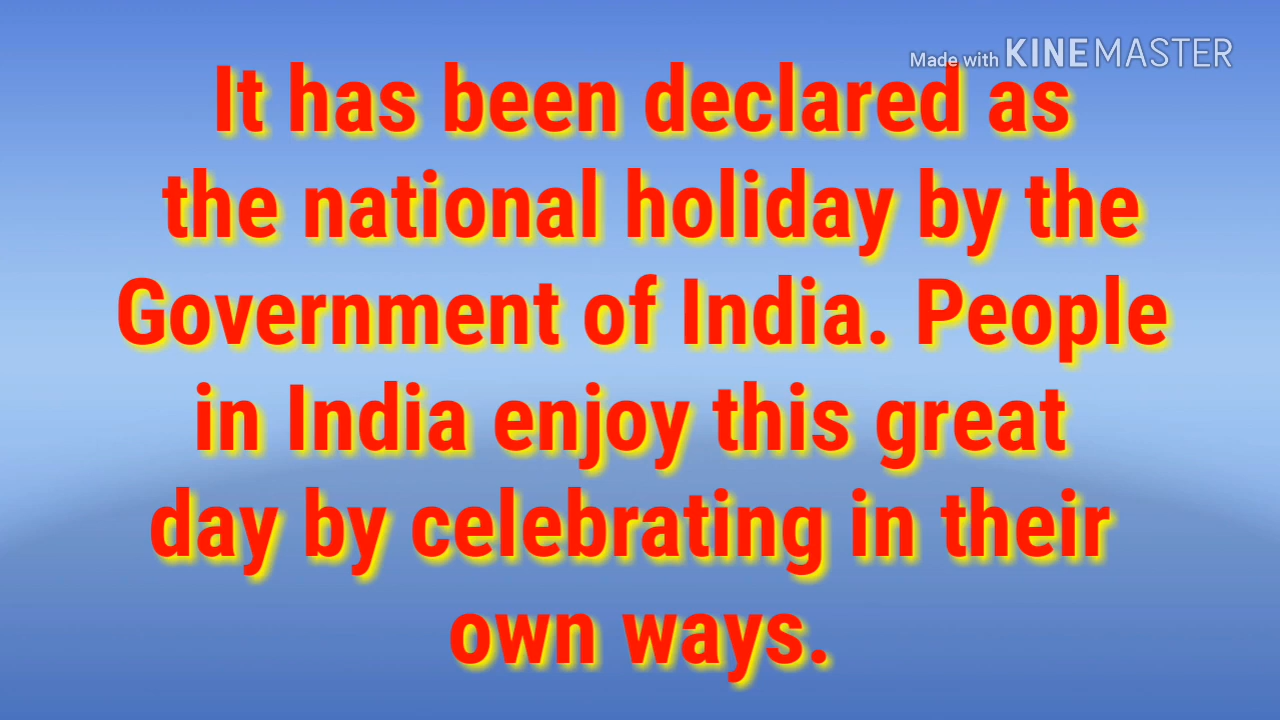 Made with KINEMASTER
It has been declared as
the national holiday by the
Government of India. People
in India enjoy this great
day by celebrating in their
own ways.